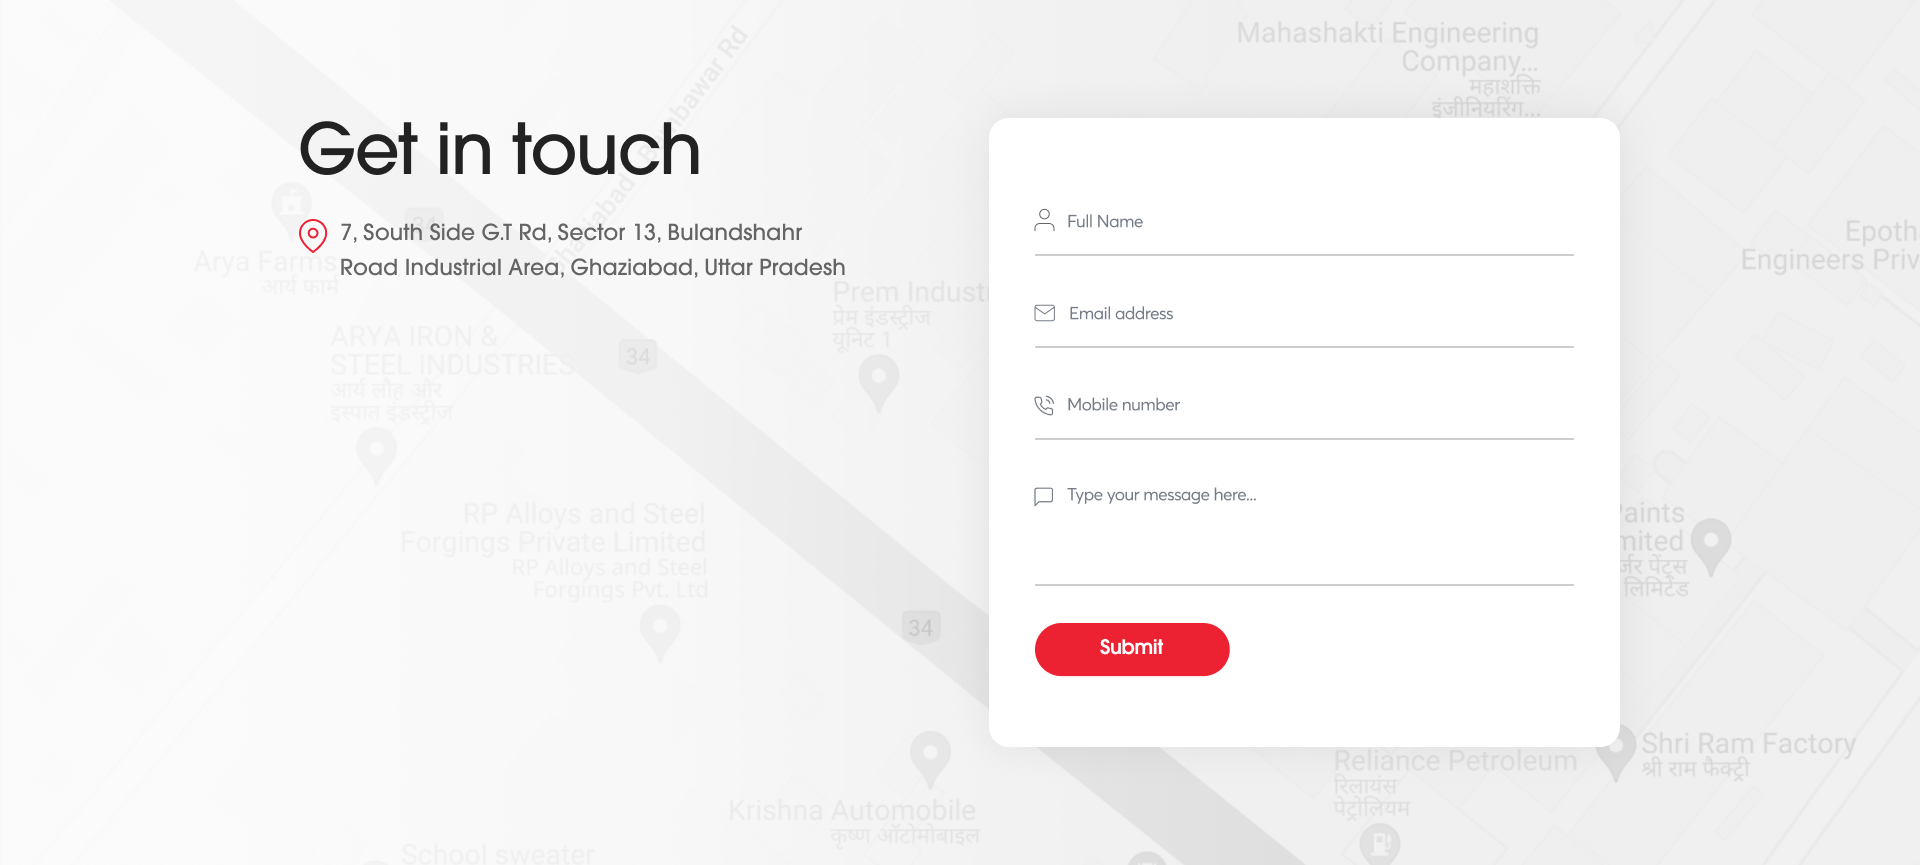 Get in touch
7, South Side G.T Rd, Sector 13, Bulandshahr
Road Industrial Area, Ghaziabad, Uttar Pradesh
Full Name
Email address
Mobile number
Type your message here...
Submit
Mahashakti Engineering
Company...
महाशक्ति
इंजीनियरिंग...
34
Arya Farms
आर्य फार्म
ARYA IRON &
STEEL INDUSTRIES
आर्य लौह और
इस्पात इंडस्ट्रीज
34
Prem Indust
प्रेम इंडस्ट्रीज
यूनिट 1
Epoth
Engineers Priv
RP Alloys and Steel
Forgings Private Limited
RP Alloys and Steel
Forgings Pvt. Ltd
34
aints
mited
पेंट्स
लिमिटेड
Shri Ram Factory
श्री राम फैक्ट्री
Reliance Petroleum
रिलायंस
पेट्रोलियम
Krishna Automobile
कृष्ण ऑटोमोबाइल
School sweater